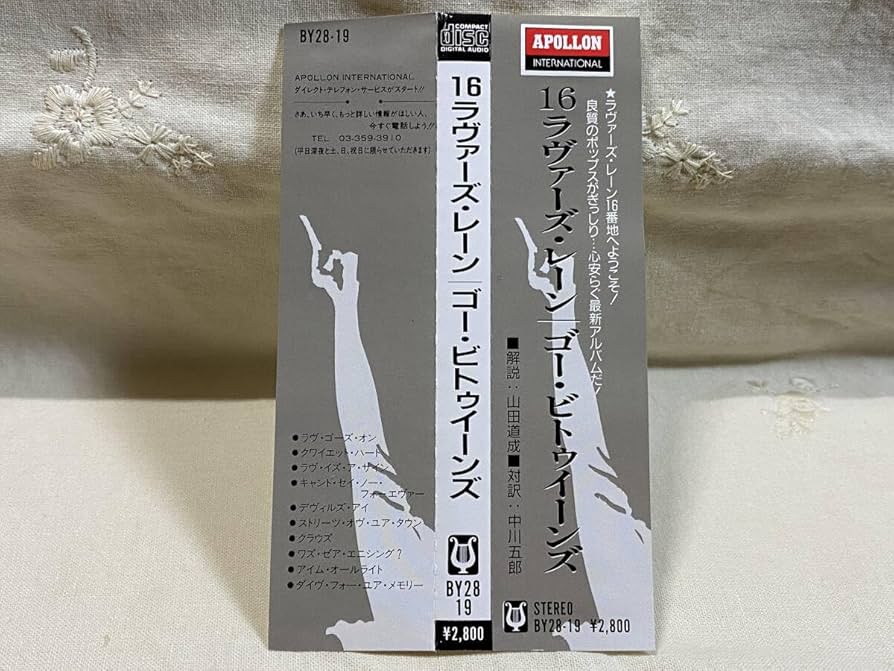 BY28-19
APOLLON INTERNATIONAL
ダイレクト・テレフォン・サービスがスタート!!
さあ、いち早く、もっと詳しい情報がほしい人、
今すぐ電話しよう!!
TEL 03-359-3910
(平日深夜と土、日、祝日に限らせていただきます)
●ラヴ・ゴーズ・オン
●クワイエット・ハート
●ラヴ・イズ・ア・サイン
●キャント・セイ・ノー・
フォーエヴァー
●デヴィルズ・アイ
●ストリーツ・オヴ・ユア・タウン
●クラウズ
●ワズ・ゼア・エニシング?
●アイム・オールライト
●ダイヴ・フォー・ユア・メモリー
COMPACT
disc
DIGITAL AUDIO
16ラヴァーズ・レーン|ゴー・ビトゥイーンズ
BY28
19
¥2,800
APOLLON
INTERNATIONAL
★ラヴァーズ・レーン16番地へようこそ!
良質のポップスがぎっしり…心安らぐ最新アルバムだ!
16ラヴァーズ・レーン|ゴー・ビトゥイーンズ
■解説:山田道成■対訳:中川五郎
STEREO
BY28-19 ¥2,800